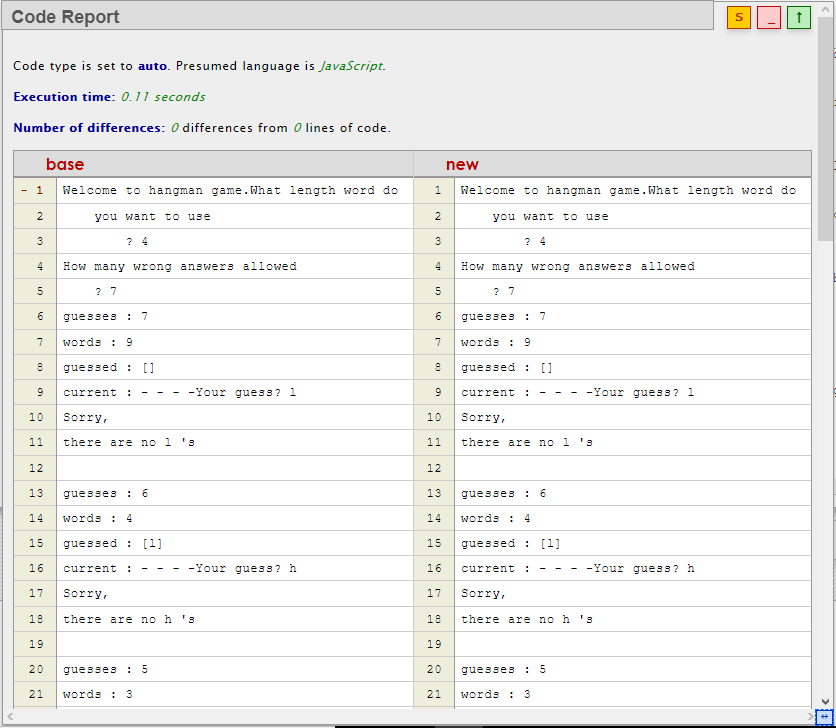 Code Report
S _ ↑
Code type is set to auto. Presumed language is JavaScript.
Execution time: 0.11 seconds
Number of differences: 0 differences from 0 lines of code.
base new
- 1 Welcome to hangman game.What length word do 1 Welcome to hangman game.What length word do
2 you want to use 2 you want to use
3 ? 4 3 ? 4
4 How many wrong answers allowed 4 How many wrong answers allowed
5 ? 7 5 ? 7
6 guesses : 7 6 guesses : 7
7 words : 9 7 words : 9
8 guessed : [] 8 guessed : []
9 current : - - - -Your guess? l 9 current : - - - -Your guess? l
10 Sorry, 10 Sorry,
11 there are no l 's 11 there are no l 's
12 12
13 guesses : 6 13 guesses : 6
14 words : 4 14 words : 4
15 guessed : [l] 15 guessed : [l]
16 current : - - - -Your guess? h 16 current : - - - -Your guess? h
17 Sorry, 17 Sorry,
18 there are no h 's 18 there are no h 's
19 19
20 guesses : 5 20 guesses : 5
21 words : 3 21 words : 3